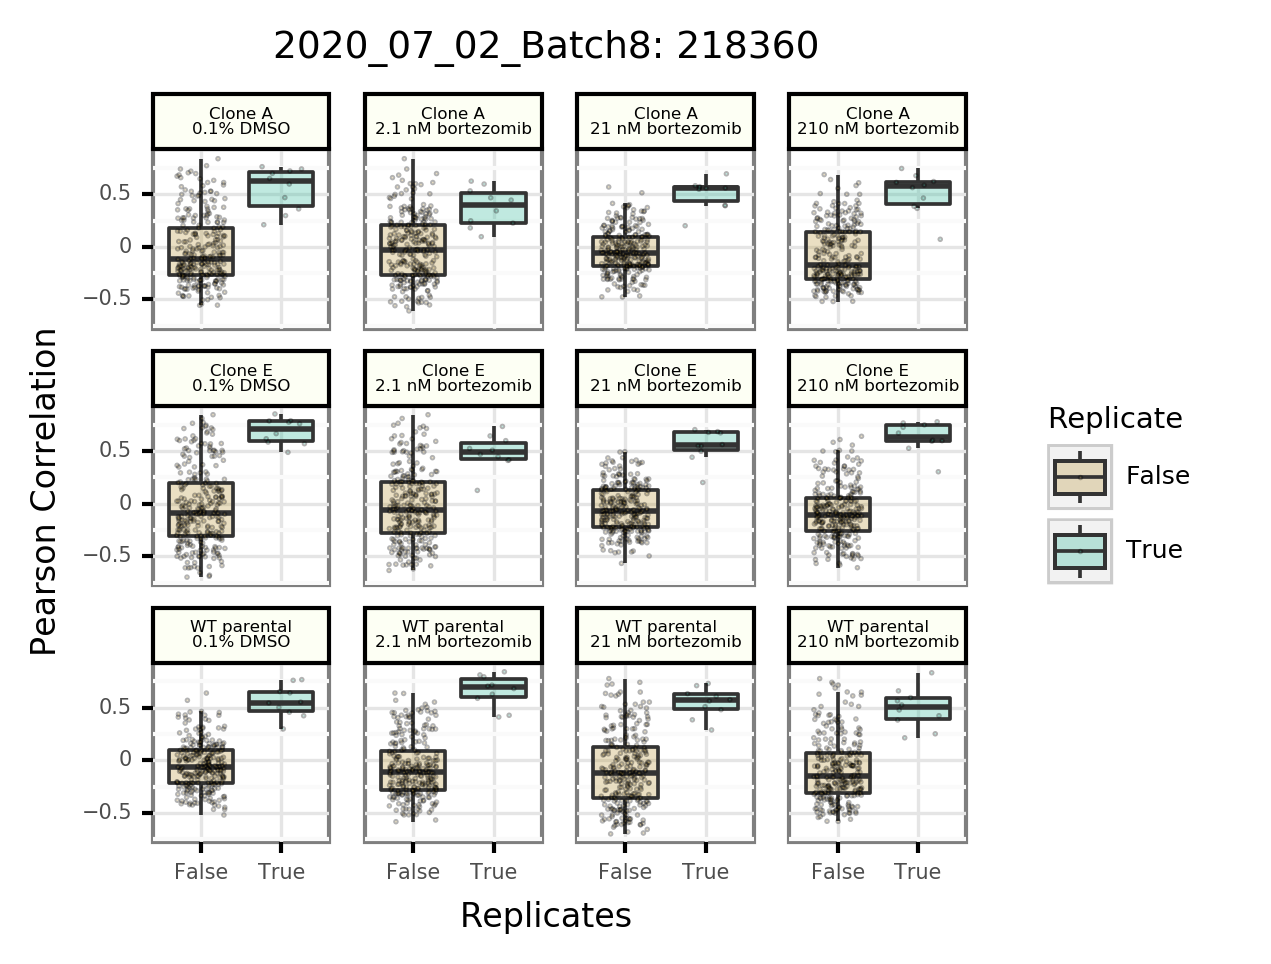 2020_07_02_Batch8: 218360
Clone A
0.1% DMSO
Clone A
2.1 nM bortezomib
Clone A
21 nM bortezomib
Clone A
210 nM bortezomib
0.5
0
−0.5
Clone E
0.1% DMSO
Clone E
2.1 nM bortezomib
Clone E
21 nM bortezomib
Clone E
210 nM bortezomib
0.5
0
−0.5
WT parental
0.1% DMSO
WT parental
2.1 nM bortezomib
WT parental
21 nM bortezomib
WT parental
210 nM bortezomib
0.5
0
−0.5
False True
False True
False True
False True
Replicates
Pearson Correlation
Replicate
False
True